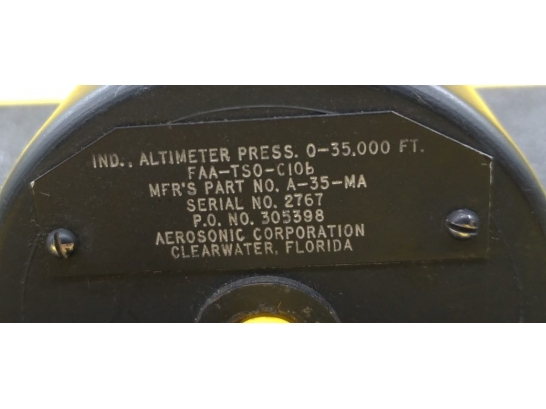 IND., ALTIMETER PRESS. 0-35,000 FT.
FAA-TSO-C10b
MFR'S PART NO. A-35-MA
SERIAL NO. 2767
P.O. NO. 305398
AEROSONIC CORPORATION
CLEARWATER, FLORIDA